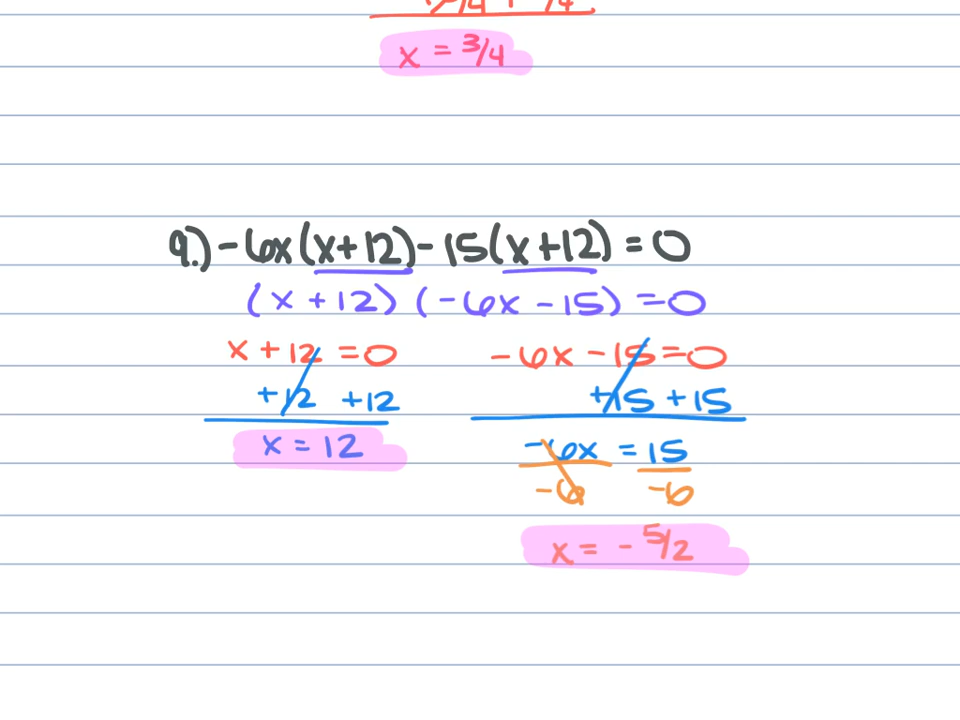 x = 3/4
9.) -6x(x+12)-15(x+12) = 0
(x+12)(-6x-15) = 0
x+12 = 0 -6x-15 = 0
+12 +12 +15 +15
x = 12 -6x = 15
-6 -6
x = -5/2